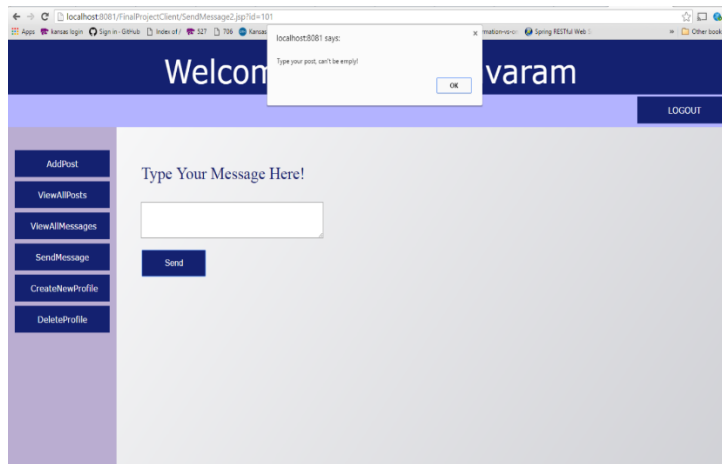 localhost:8081/FinalProjectClient/SendMessage2.jsp?id=101
Apps kansas login Sign in · GitHub Index of / 527 706 Kansas Spring RESTful Web S Other book
localhost:8081 says:
Type your post, can't be empty!
OK
Welcom varam
LOGOUT
AddPost
ViewAllPosts
ViewAllMessages
SendMessage
CreateNewProfile
DeleteProfile
Type Your Message Here!
Send